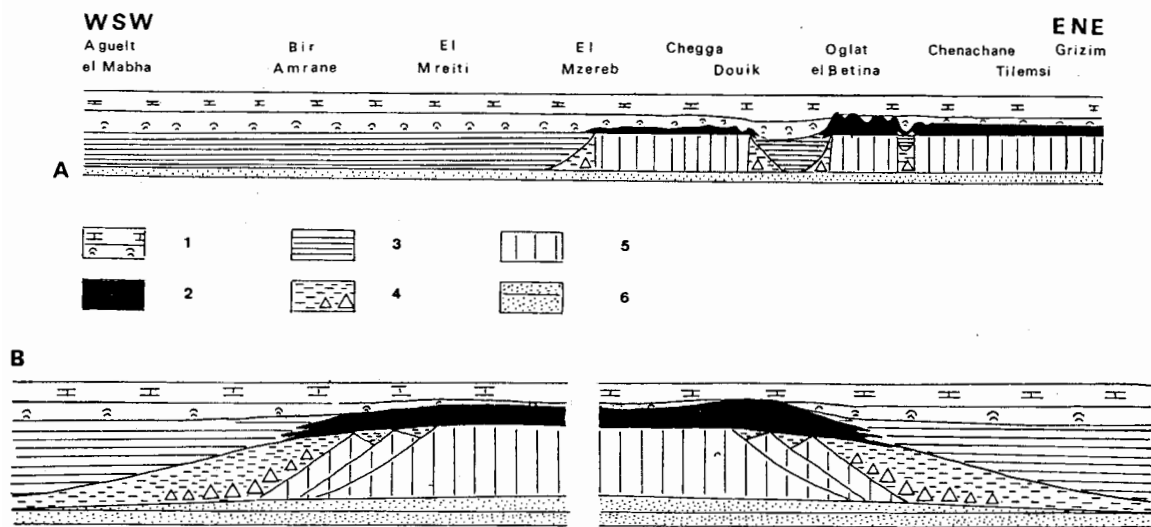 WSW ENE
Aguelt Bir El El Chegga Oglat Chenachane Grizim
el Mabha Amrane Mreiti Mzereb Douik el Betina Tilemsi
A
1 3 5
2 4 6
B